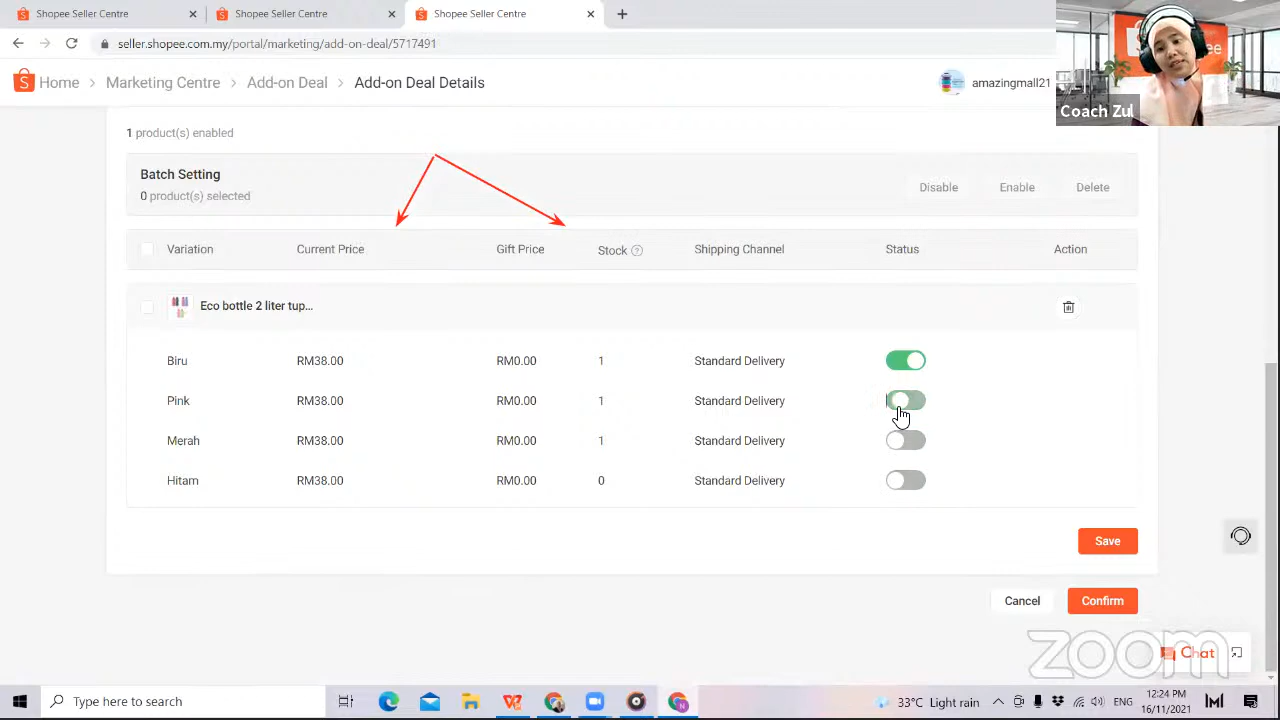 Shopee Seller Centre
Shopee Seller Centre
Shopee Seller Centre
seller.shopee.com.my/portal/marketing/add-on-deal/5717491
Home > Marketing Centre > Add-on Deal > Add-on Deal Details
amazingmall21
Coach Zul
1 product(s) enabled
Batch Setting
0 product(s) selected
Disable Enable Delete
Variation Current Price Gift Price Stock Shipping Channel Status Action
Eco bottle 2 liter tup...
Biru RM38.00 RM0.00 1 Standard Delivery
Pink RM38.00 RM0.00 1 Standard Delivery
Merah RM38.00 RM0.00 1 Standard Delivery
Hitam RM38.00 RM0.00 0 Standard Delivery
Save
Cancel Confirm
zoom
Chat
Type here to search
33°C Light rain
ENG
12:24 PM
16/11/2021